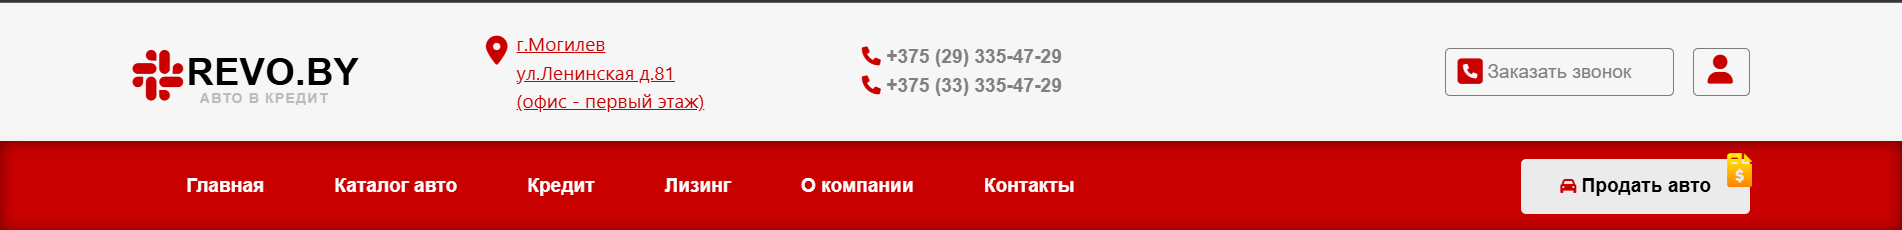 REVO.BY
АВТО В КРЕДИТ
г.Могилев
ул.Ленинская д.81
(офис - первый этаж)
+375 (29) 335-47-29
+375 (33) 335-47-29
Заказать звонок
Главная
Каталог авто
Кредит
Лизинг
О компании
Контакты
Продать авто
$